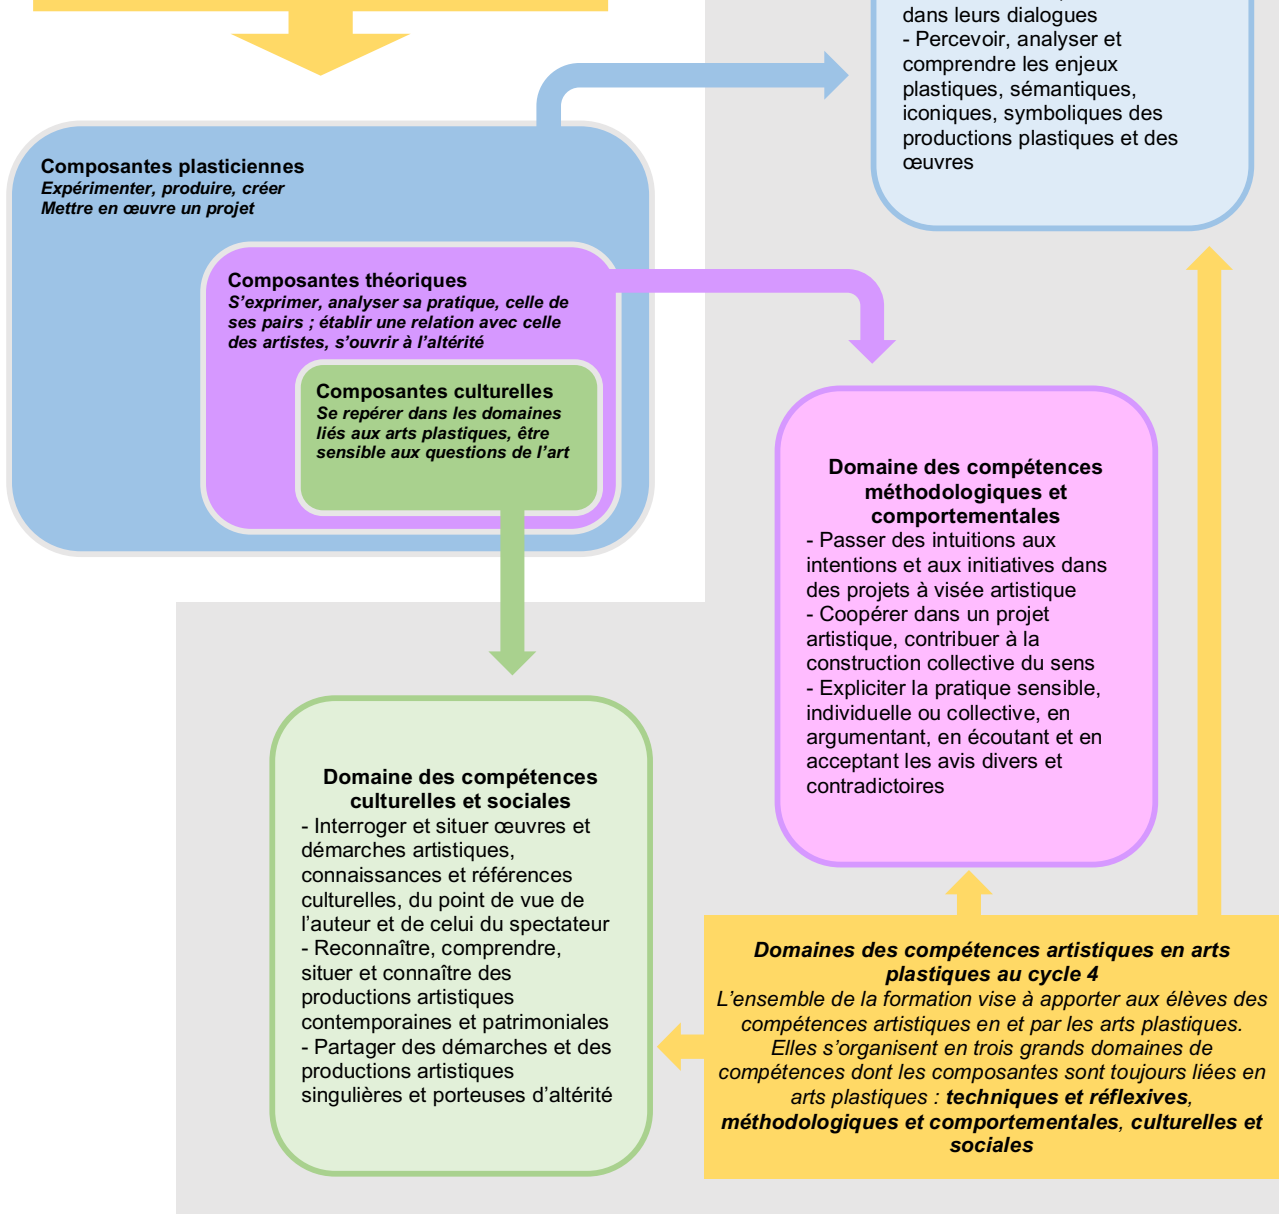 dans leurs dialogues
- Percevoir, analyser et
comprendre les enjeux
plastiques, sémantiques,
iconiques, symboliques des
productions plastiques et des
œuvres
Composantes plasticiennes
Expérimenter, produire, créer
Mettre en œuvre un projet
Composantes théoriques
S’exprimer, analyser sa pratique, celle de
ses pairs ; établir une relation avec celle
des artistes, s’ouvrir à l’altérité
Composantes culturelles
Se repérer dans les domaines
liés aux arts plastiques, être
sensible aux questions de l’art
Domaine des compétences
méthodologiques et
comportementales
- Passer des intuitions aux
intentions et aux initiatives dans
des projets à visée artistique
- Coopérer dans un projet
artistique, contribuer à la
construction collective du sens
- Expliciter la pratique sensible,
individuelle ou collective, en
argumentant, en écoutant et en
acceptant les avis divers et
contradictoires
Domaine des compétences
culturelles et sociales
- Interroger et situer œuvres et
démarches artistiques,
connaissances et références
culturelles, du point de vue de
l’auteur et de celui du spectateur
- Reconnaître, comprendre,
situer et connaître des
productions artistiques
contemporaines et patrimoniales
- Partager des démarches et des
productions artistiques
singulières et porteuses d’altérité
Domaines des compétences artistiques en arts
plastiques au cycle 4
L’ensemble de la formation vise à apporter aux élèves des
compétences artistiques en et par les arts plastiques.
Elles s’organisent en trois grands domaines de
compétences dont les composantes sont toujours liées en
arts plastiques : techniques et réflexives,
méthodologiques et comportementales, culturelles et
sociales